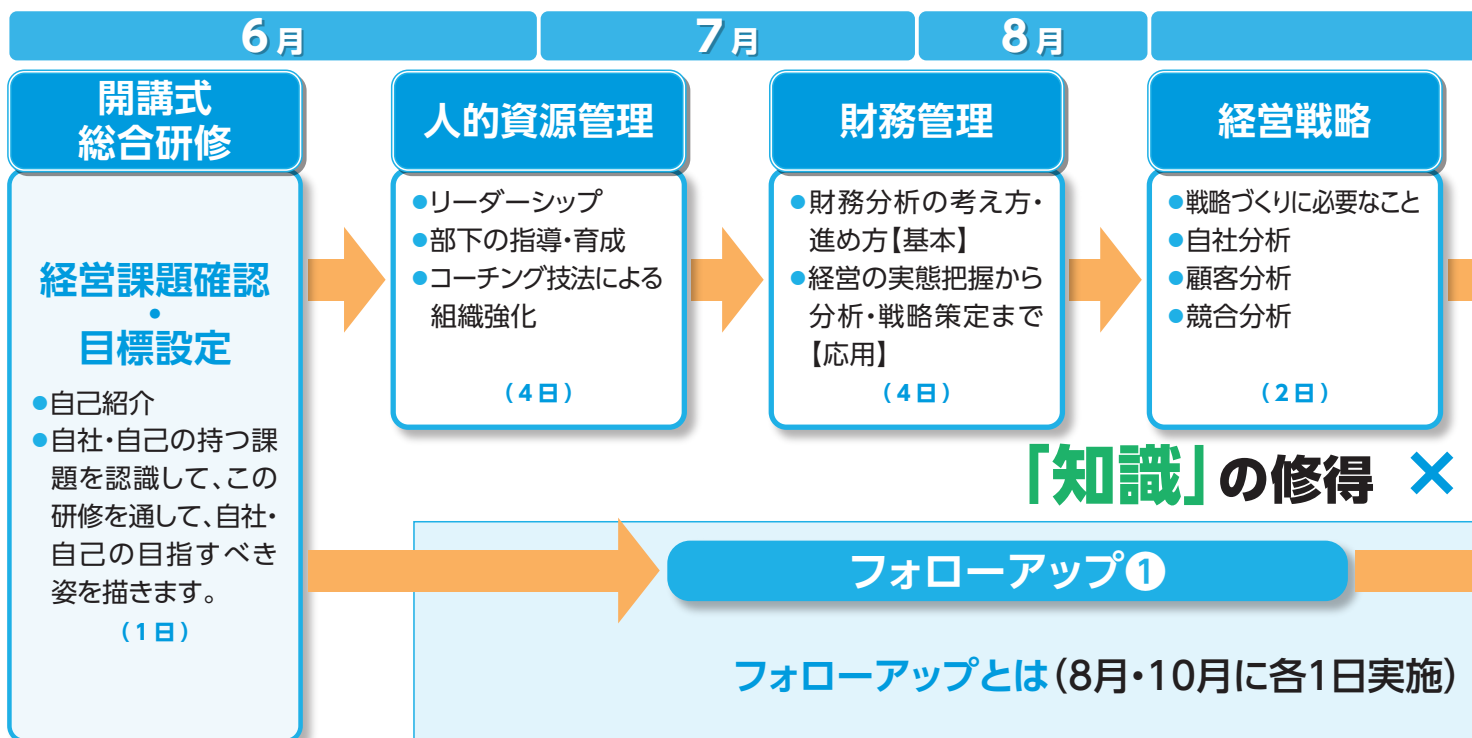 6月
7月
8月
開講式
総合研修
経営課題確認
・
目標設定
●自己紹介
●自社・自己の持つ課
題を認識して、この
研修を通して、自社・
自己の目指すべき
姿を描きます。
(1日)
人的資源管理
●リーダーシップ
●部下の指導・育成
●コーチング技法による
組織強化
(4日)
財務管理
●財務分析の考え方・
進め方【基本】
●経営の実態把握から
分析・戦略策定まで
【応用】
(4日)
経営戦略
●戦略づくりに必要なこと
●自社分析
●顧客分析
●競合分析
(2日)
「知識」の修得 ×
フォローアップ❶
フォローアップとは(8月・10月に各1日実施)